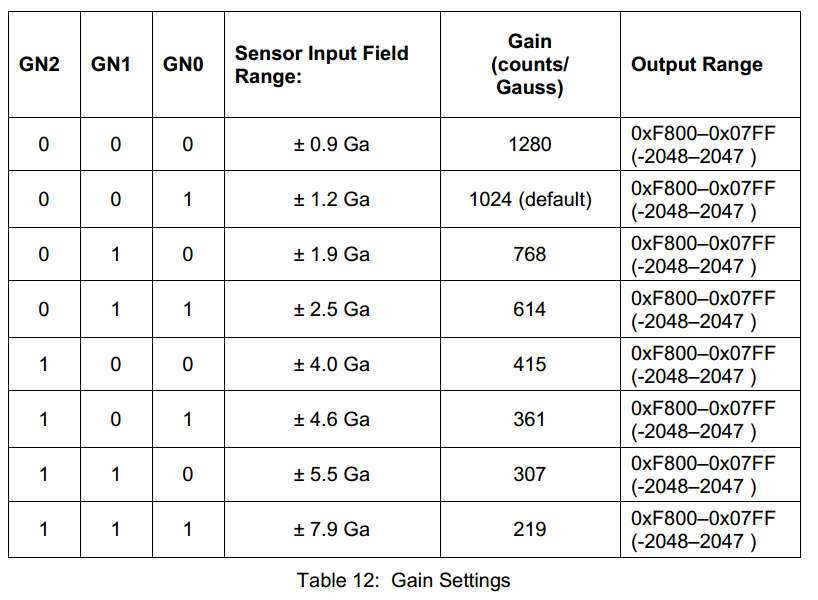 GN2 GN1 GN0 Sensor Input Field Range: Gain (counts/ Gauss) Output Range
0 0 0 ± 0.9 Ga 1280 0xF800–0x07FF (-2048–2047 )
0 0 1 ± 1.2 Ga 1024 (default) 0xF800–0x07FF (-2048–2047 )
0 1 0 ± 1.9 Ga 768 0xF800–0x07FF (-2048–2047 )
0 1 1 ± 2.5 Ga 614 0xF800–0x07FF (-2048–2047 )
1 0 0 ± 4.0 Ga 415 0xF800–0x07FF (-2048–2047 )
1 0 1 ± 4.6 Ga 361 0xF800–0x07FF (-2048–2047 )
1 1 0 ± 5.5 Ga 307 0xF800–0x07FF (-2048–2047 )
1 1 1 ± 7.9 Ga 219 0xF800–0x07FF (-2048–2047 )
Table 12: Gain Settings